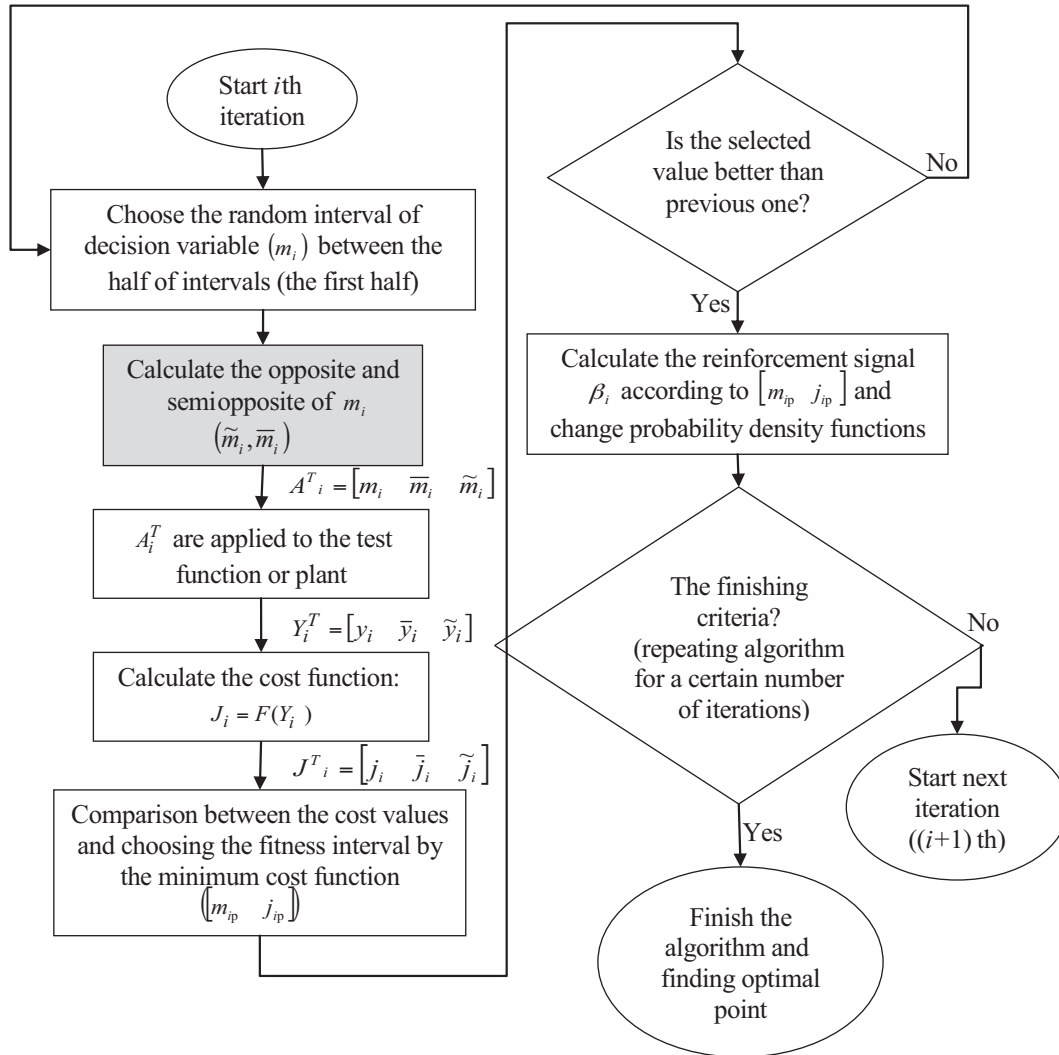 Start ith
iteration
Choose the random interval of
decision variable (m_i) between the
half of intervals (the first half)
Calculate the opposite and
semiopposite of m_i
(m̃_i, m̄_i)
A^T_i = [m_i m̄_i m̃_i]
A_i^T are applied to the test
function or plant
Y_i^T = [y_i ȳ_i ỹ_i]
Calculate the cost function:
J_i = F(Y_i)
J^T_i = [j_i j̄_i j̃_i]
Comparison between the cost values
and choosing the fitness interval by
the minimum cost function
([m_ip j_ip])
Is the selected
value better than
previous one?
No
Yes
Calculate the reinforcement signal
β_i according to [m_ip j_ip] and
change probability density functions
The finishing
criteria?
(repeating algorithm
for a certain number
of iterations)
No
Start next
iteration
((i+1) th)
Yes
Finish the
algorithm and
finding optimal
point